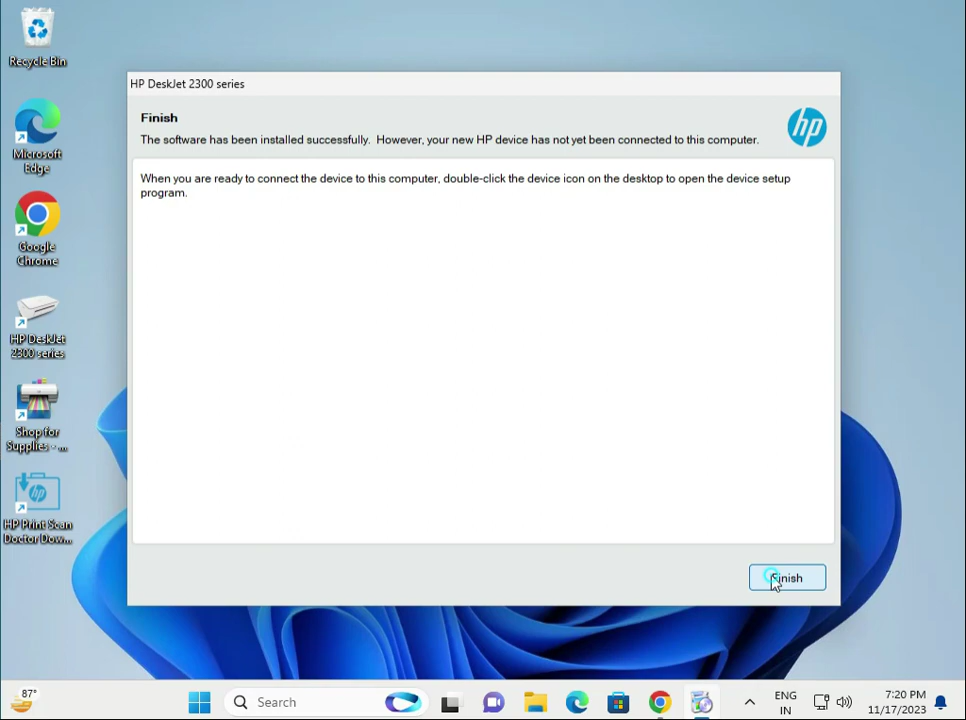 Recycle Bin
Microsoft
Edge
Google
Chrome
HP DeskJet
2300 series
Shop for
Supplies - ...
HP Print Scan
Doctor Dow...
HP DeskJet 2300 series
Finish
The software has been installed successfully.  However, your new HP device has not yet been connected to this computer.
hp
When you are ready to connect the device to this computer, double-click the device icon on the desktop to open the device setup
program.
Finish
87°
Search
ENG
IN
7:20 PM
11/17/2023